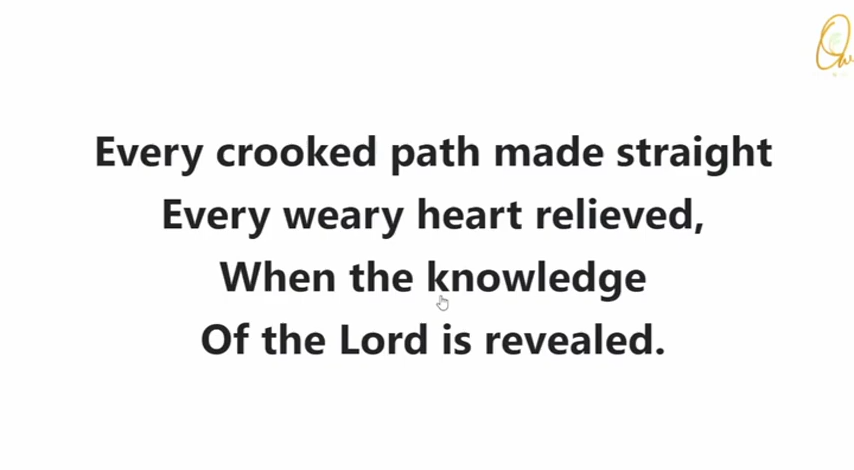 Every crooked path made straight
Every weary heart relieved,
When the knowledge
Of the Lord is revealed.